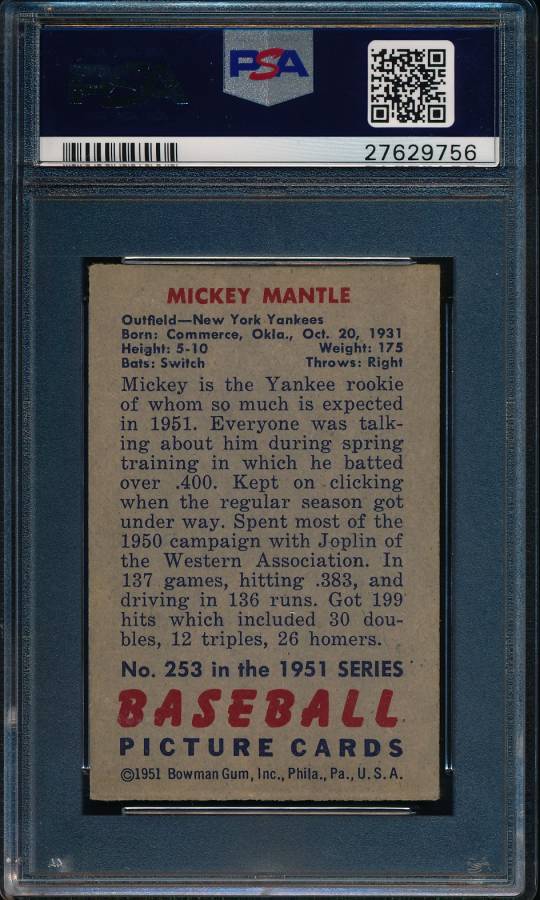 PSA
27629756
MICKEY MANTLE
Outfield—New York Yankees
Born: Commerce, Okla., Oct. 20, 1931
Height: 5-10 Weight: 175
Bats: Switch Throws: Right
Mickey is the Yankee rookie
of whom so much is expected
in 1951. Everyone was talk-
ing about him during spring
training in which he batted
over .400. Kept on clicking
when the regular season got
under way. Spent most of the
1950 campaign with Joplin of
the Western Association. In
137 games, hitting .383, and
driving in 136 runs. Got 199
hits which included 30 dou-
bles, 12 triples, 26 homers.
No. 253 in the 1951 SERIES
BASEBALL
PICTURE CARDS
©1951 Bowman Gum, Inc., Phila., Pa., U.S.A.